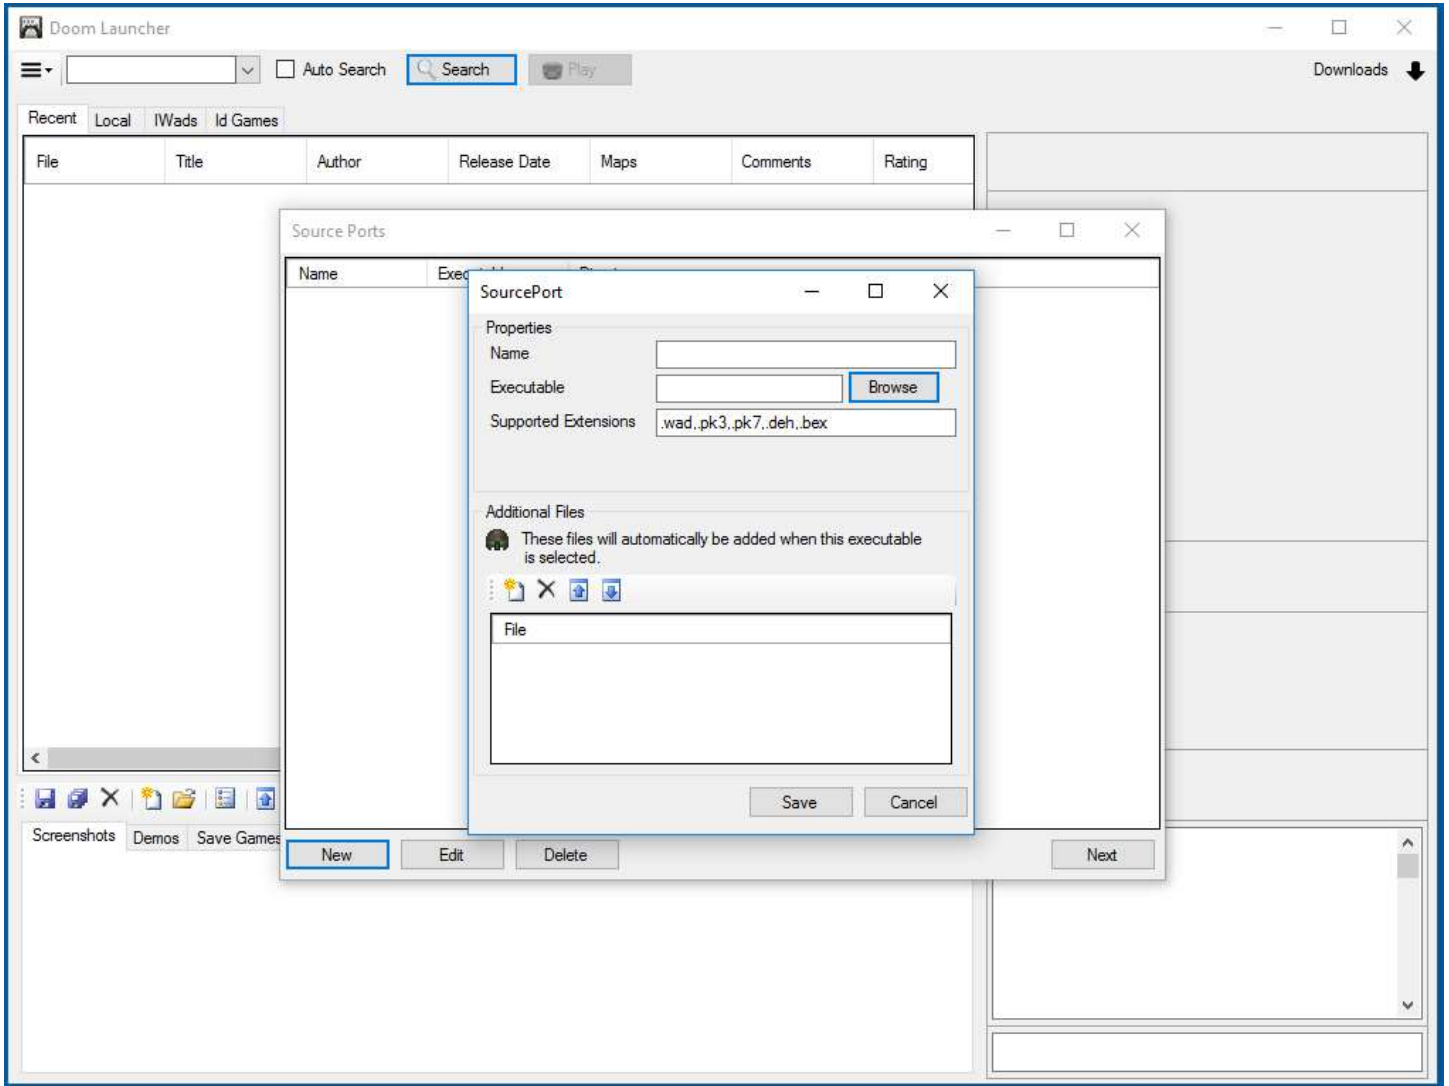 Doom Launcher
Auto Search
Search
Play
Downloads
Recent Local IWads Id Games
File Title Author Release Date Maps Comments Rating
Source Ports
Name
SourcePort
Properties
Name
Executable
Browse
Supported Extensions
.wad,.pk3,.pk7,.deh,.bex
Additional Files
These files will automatically be added when this executable
is selected.
File
Save Cancel
Screenshots Demos Save Games
New Edit Delete Next